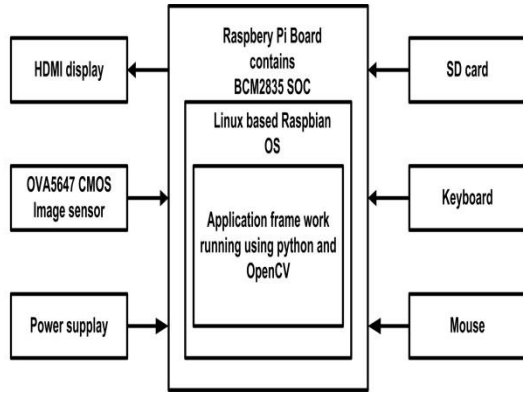 HDMI display
OVA5647 CMOS
Image sensor
Power supplay
Raspbery Pi Board
contains
BCM2835 SOC
Linux based Raspbian
OS
Application frame work
running using python and
OpenCV
SD card
Keyboard
Mouse